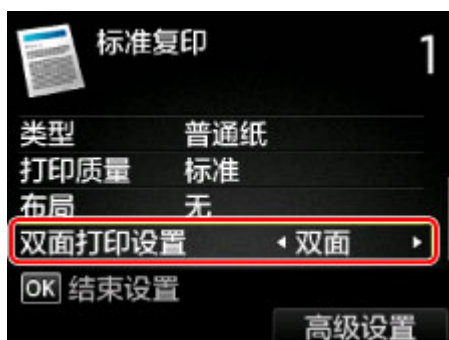 标准复印 1
类型 普通纸
打印质量 标准
布局 无
双面打印设置 双面
OK 结束设置
高级设置